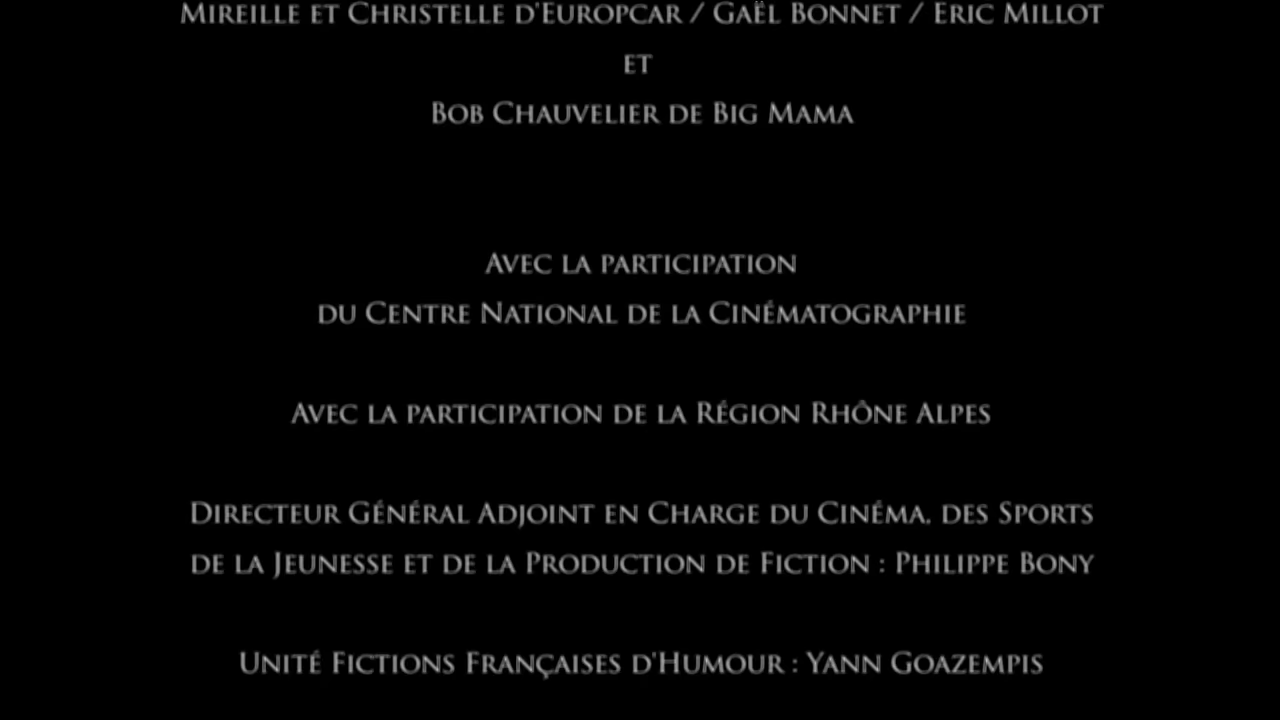 Mireille et Christelle d'Europcar / Gaël Bonnet / Eric Millot
et
Bob Chauvelier de Big Mama
Avec la participation
du Centre National de la Cinématographie
Avec la participation de la Région Rhône Alpes
Directeur Général Adjoint en Charge du Cinéma, des Sports
de la Jeunesse et de la Production de Fiction : Philippe Bony
Unité Fictions Françaises d'Humour : Yann Goazempis